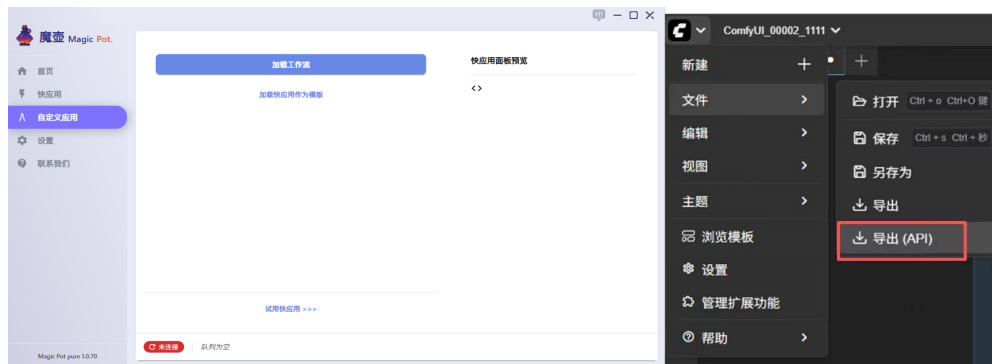 魔壶 Magic Pot.
首页
快应用
自定义应用
设置
联系我们
Magic Pot pure 1.0.70
加载工作流
加载快应用作为模版
试用快应用 >>>
未连接
队列为空
快应用面板预览
<>
ComfyUI_00002_1111
新建
文件
编辑
视图
主题
浏览模板
设置
管理扩展功能
帮助
打开 Ctrl + o Ctrl+O 键
保存 Ctrl + s Ctrl + 秒
另存为
导出
导出 (API)